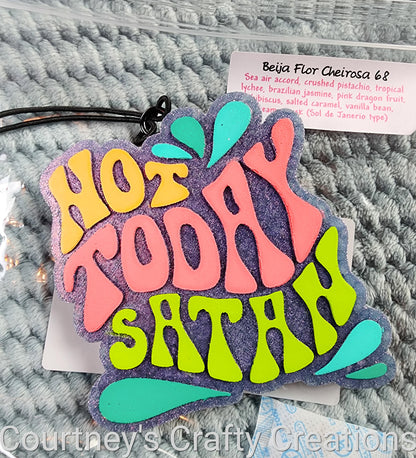 Beija Flor Cheirosa 68
Sea air accord, crushed pistachio, tropical
lychee, brazilian jasmine, pink dragon fruit,
hibiscus, salted caramel, vanilla bean,
(Sol de Janerio type)
NOT
TODAY
SATAN
Courtney's Crafty Creations